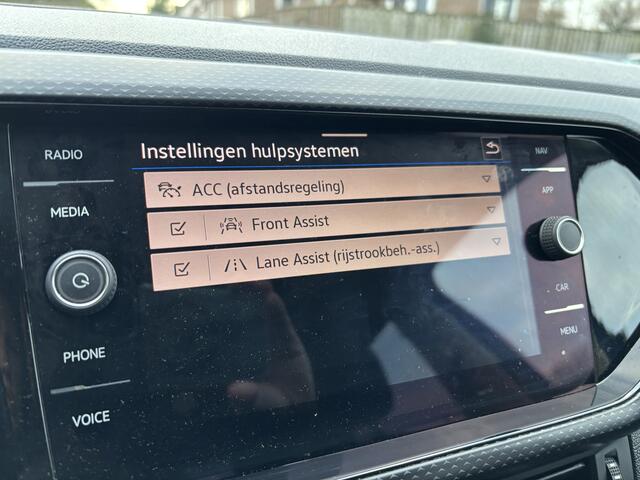 RADIO
MEDIA
PHONE
VOICE
Instellingen hulpsystemen
ACC (afstandsregeling)
Front Assist
Lane Assist (rijstrookbeh.-ass.)
NAV
APP
CAR
MENU